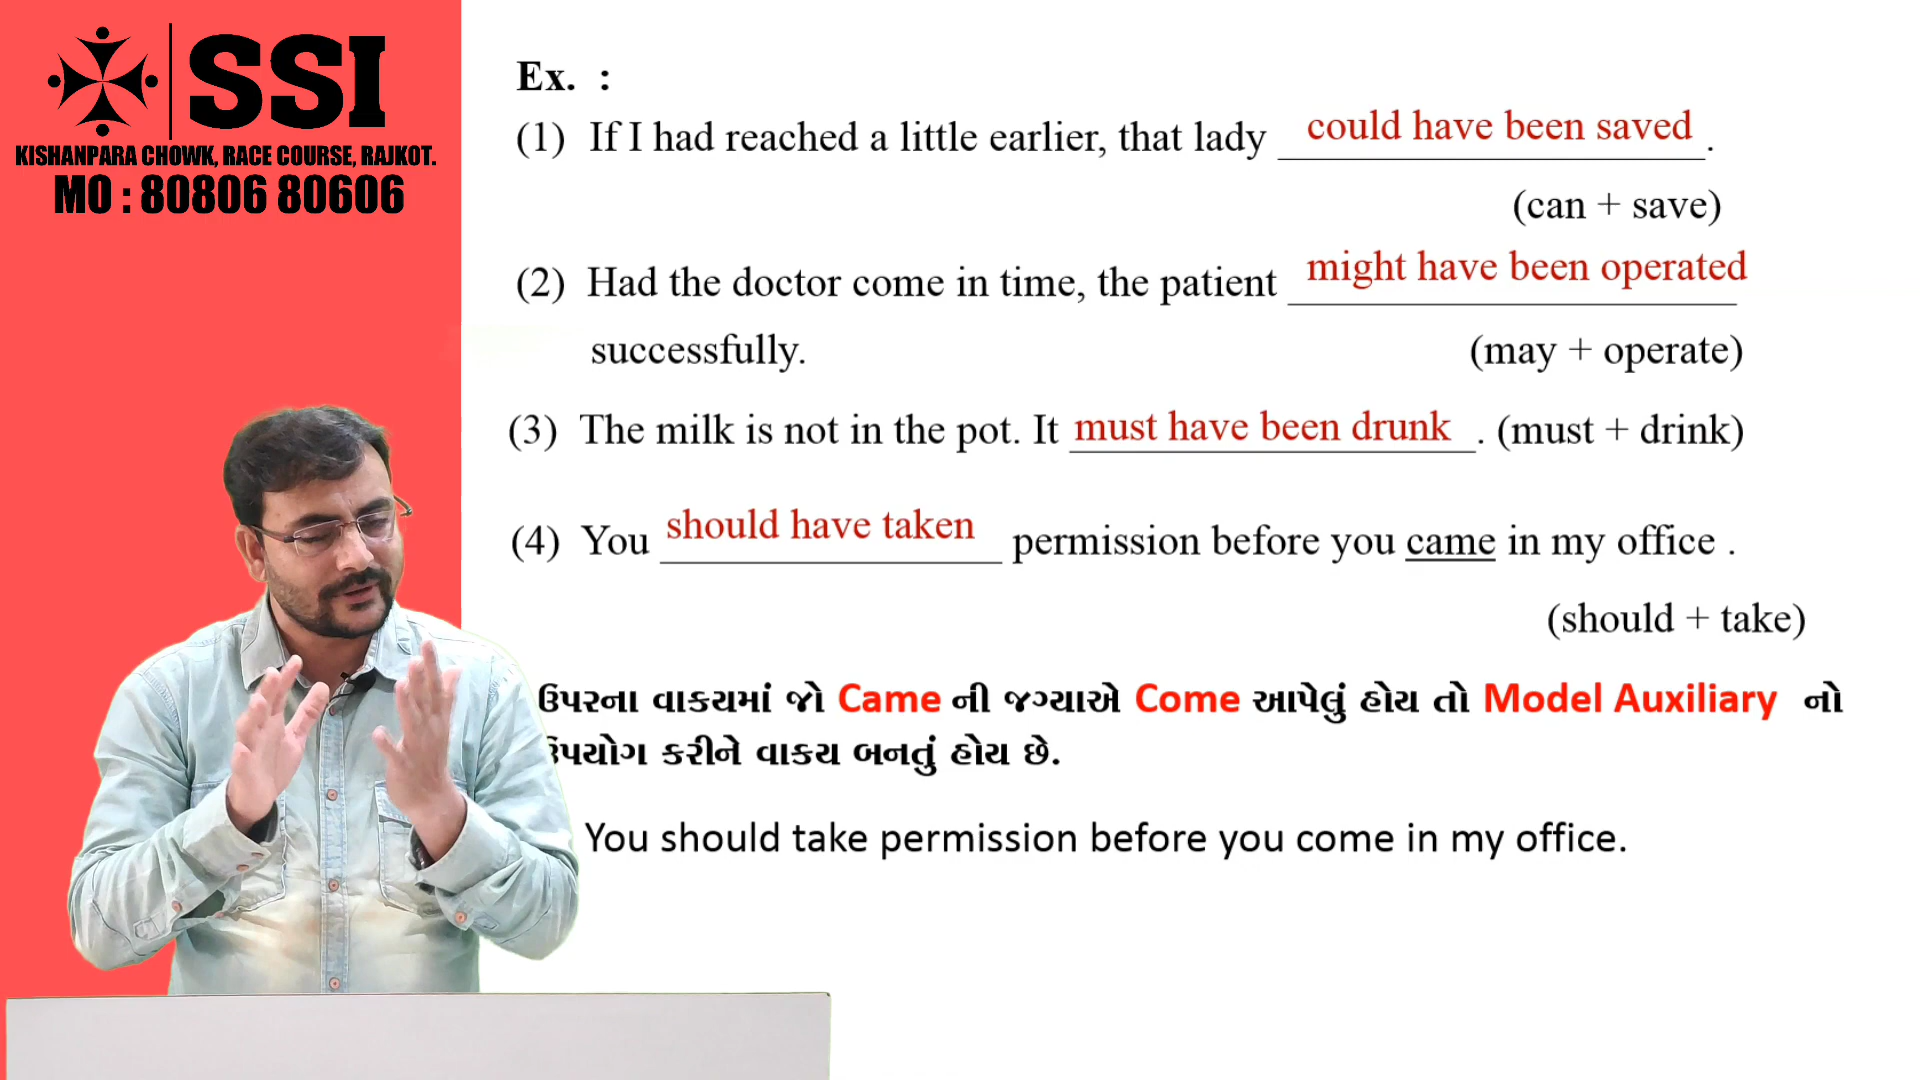 SSI
KISHANPARA CHOWK, RACE COURSE, RAJKOT.
MO : 80806 80606
Ex. :
(1) If I had reached a little earlier, that lady could have been saved.
(can + save)
(2) Had the doctor come in time, the patient might have been operated
successfully. (may + operate)
(3) The milk is not in the pot. It must have been drunk. (must + drink)
(4) You should have taken permission before you came in my office .
(should + take)
ઉપરના વાક્યમાં જો Came ની જગ્યાએ Come આપેલું હોય તો Model Auxiliary નો
ઉપયોગ કરીને વાક્ય બનતું હોય છે.
You should take permission before you come in my office.